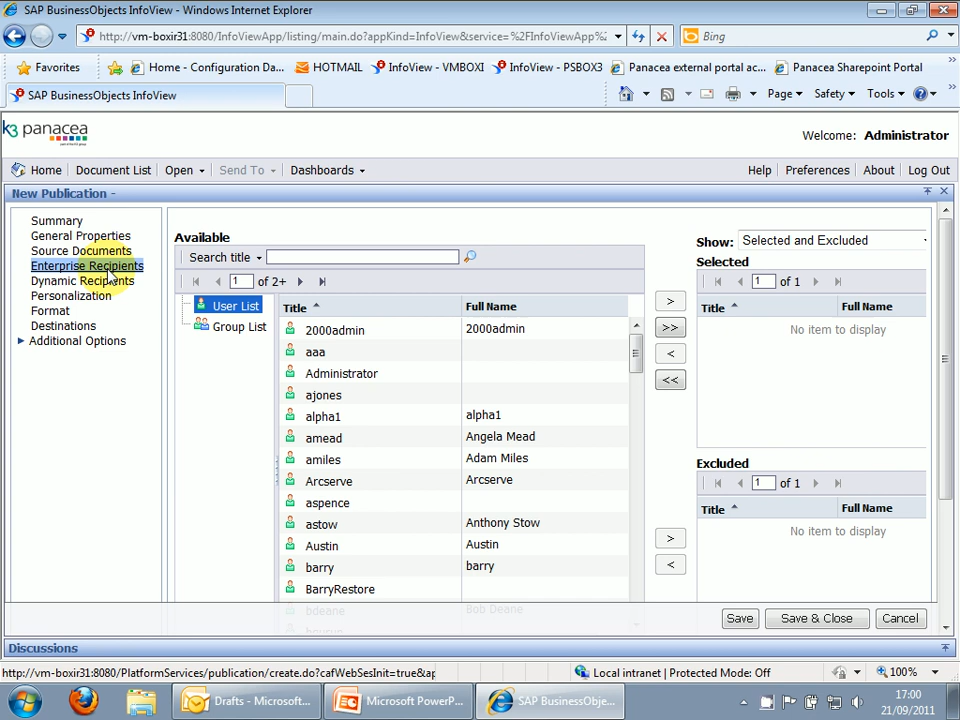 SAP BusinessObjects InfoView - Windows Internet Explorer
http://vm-boxir31:8080/InfoViewApp/listing/main.do?appKind=InfoView&service=%2FInfoViewApp%2
Bing
Favorites
Home - Configuration Da...
HOTMAIL
InfoView - VMBOXI
InfoView - PSBOX3
Panacea external portal ac...
Panacea Sharepoint Portal
SAP BusinessObjects InfoView
Page
Safety
Tools
k3 panacea
Welcome: Administrator
Home
Document List
Open
Send To
Dashboards
Help
Preferences
About
Log Out
New Publication -
Summary
General Properties
Source Documents
Enterprise Recipients
Dynamic Recipients
Personalization
Format
Destinations
Additional Options
Available
Search title
1 of 2+
User List
Group List
Title Full Name
2000admin 2000admin
aaa
Administrator
ajones
alpha1 alpha1
amead Angela Mead
amiles Adam Miles
Arcserve Arcserve
aspence
astow Anthony Stow
Austin Austin
barry barry
BarryRestore
bdeane Bob Deane
Show: Selected and Excluded
Selected
1 of 1
Title Full Name
No item to display
Excluded
1 of 1
Title Full Name
No item to display
> 
>>
<
<<
>
<
Save
Save & Close
Cancel
Discussions
http://vm-boxir31:8080/PlatformServices/publication/create.do?cafWebSesInit=true&ap
Local intranet | Protected Mode: Off
100%
Drafts - Microsoft...
Microsoft PowerP...
SAP BusinessObje...
17:00
21/09/2011